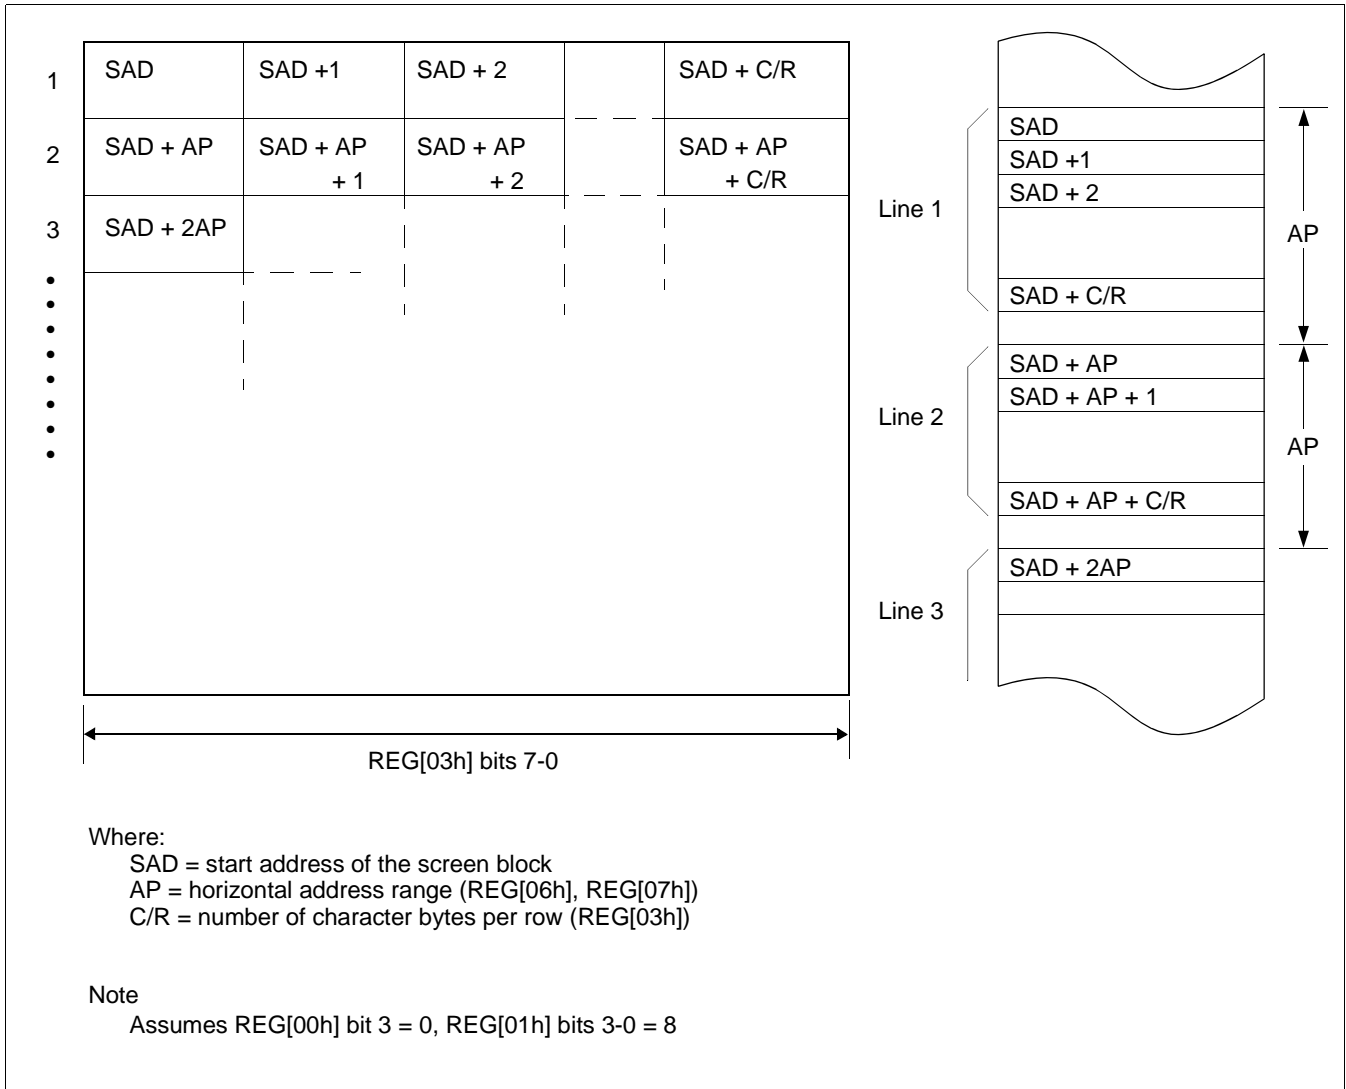 1 SAD SAD +1 SAD + 2 SAD + C/R
2 SAD + AP SAD + AP + 1 SAD + AP + 2 SAD + AP + C/R
3 SAD + 2AP
REG[03h] bits 7-0
Line 1
SAD
SAD +1
SAD + 2
SAD + C/R
AP
Line 2
SAD + AP
SAD + AP + 1
SAD + AP + C/R
AP
Line 3
SAD + 2AP
Where:
SAD = start address of the screen block
AP = horizontal address range (REG[06h], REG[07h])
C/R = number of character bytes per row (REG[03h])
Note
Assumes REG[00h] bit 3 = 0, REG[01h] bits 3-0 = 8